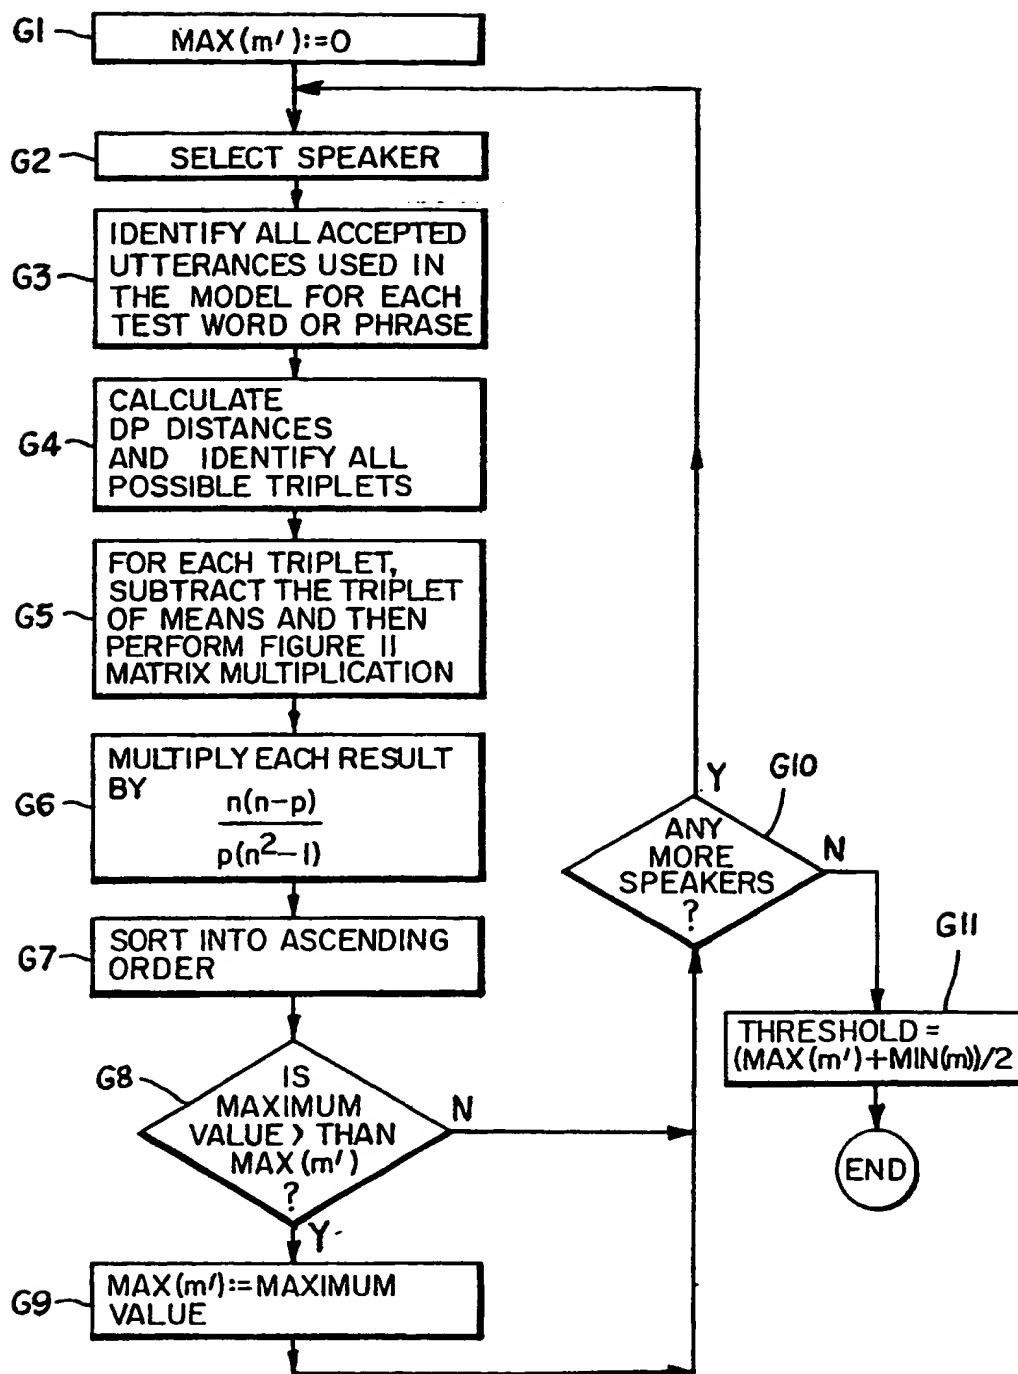 G1
MAX(m'):=0
G2
SELECT SPEAKER
G3
IDENTIFY ALL ACCEPTED
UTTERANCES USED IN
THE MODEL FOR EACH
TEST WORD OR PHRASE
G4
CALCULATE
DP DISTANCES
AND IDENTIFY ALL
POSSIBLE TRIPLETS
G5
FOR EACH TRIPLET,
SUBTRACT THE TRIPLET
OF MEANS AND THEN
PERFORM FIGURE 11
MATRIX MULTIPLICATION
G6
MULTIPLY EACH RESULT
BY
n(n-p)
p(n²-1)
G7
SORT INTO ASCENDING
ORDER
G8
IS
MAXIMUM
VALUE > THAN
MAX(m')
?
N
Y
G9
MAX(m'):=MAXIMUM
VALUE
Y
G10
ANY
MORE
SPEAKERS
?
N
G11
THRESHOLD =
(MAX(m')+MIN(m))/2
END